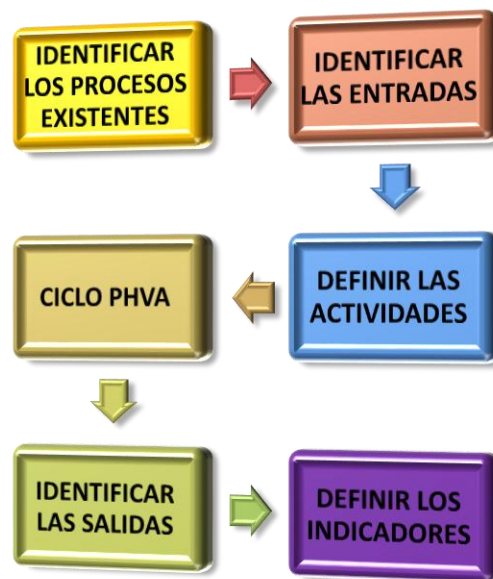 IDENTIFICAR
LOS PROCESOS
EXISTENTES
IDENTIFICAR
LAS ENTRADAS
DEFINIR LAS
ACTIVIDADES
CICLO PHVA
IDENTIFICAR
LAS SALIDAS
DEFINIR LOS
INDICADORES